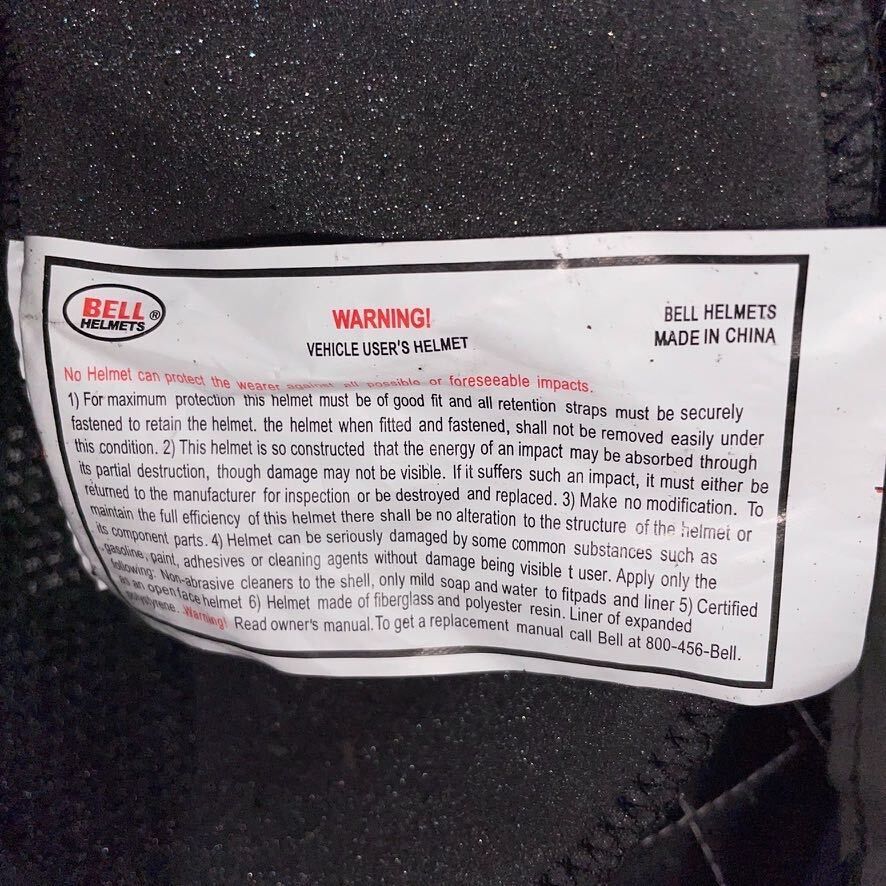 BELL ®
HELMETS
WARNING!
VEHICLE USER'S HELMET
BELL HELMETS
MADE IN CHINA
No Helmet can protect the wearer against all possible or foreseeable impacts.
1) For maximum protection this helmet must be of good fit and all retention straps must be securely
fastened to retain the helmet. the helmet when fitted and fastened, shall not be removed easily under
this condition. 2) This helmet is so constructed that the energy of an impact may be absorbed through
its partial destruction, though damage may not be visible. If it suffers such an impact, it must either be
returned to the manufacturer for inspection or be destroyed and replaced. 3) Make no modification. To
maintain the full efficiency of this helmet there shall be no alteration to the structure of the helmet or
its component parts. 4) Helmet can be seriously damaged by some common substances such as
gasoline, paint, adhesives or cleaning agents without damage being visible t user. Apply only the
following: Non-abrasive cleaners to the shell, only mild soap and water to fitpads and liner 5) Certified
as an open face helmet 6) Helmet made of fiberglass and polyester resin. Liner of expanded
polystyrene. Warning! Read owner's manual. To get a replacement manual call Bell at 800-456-Bell.